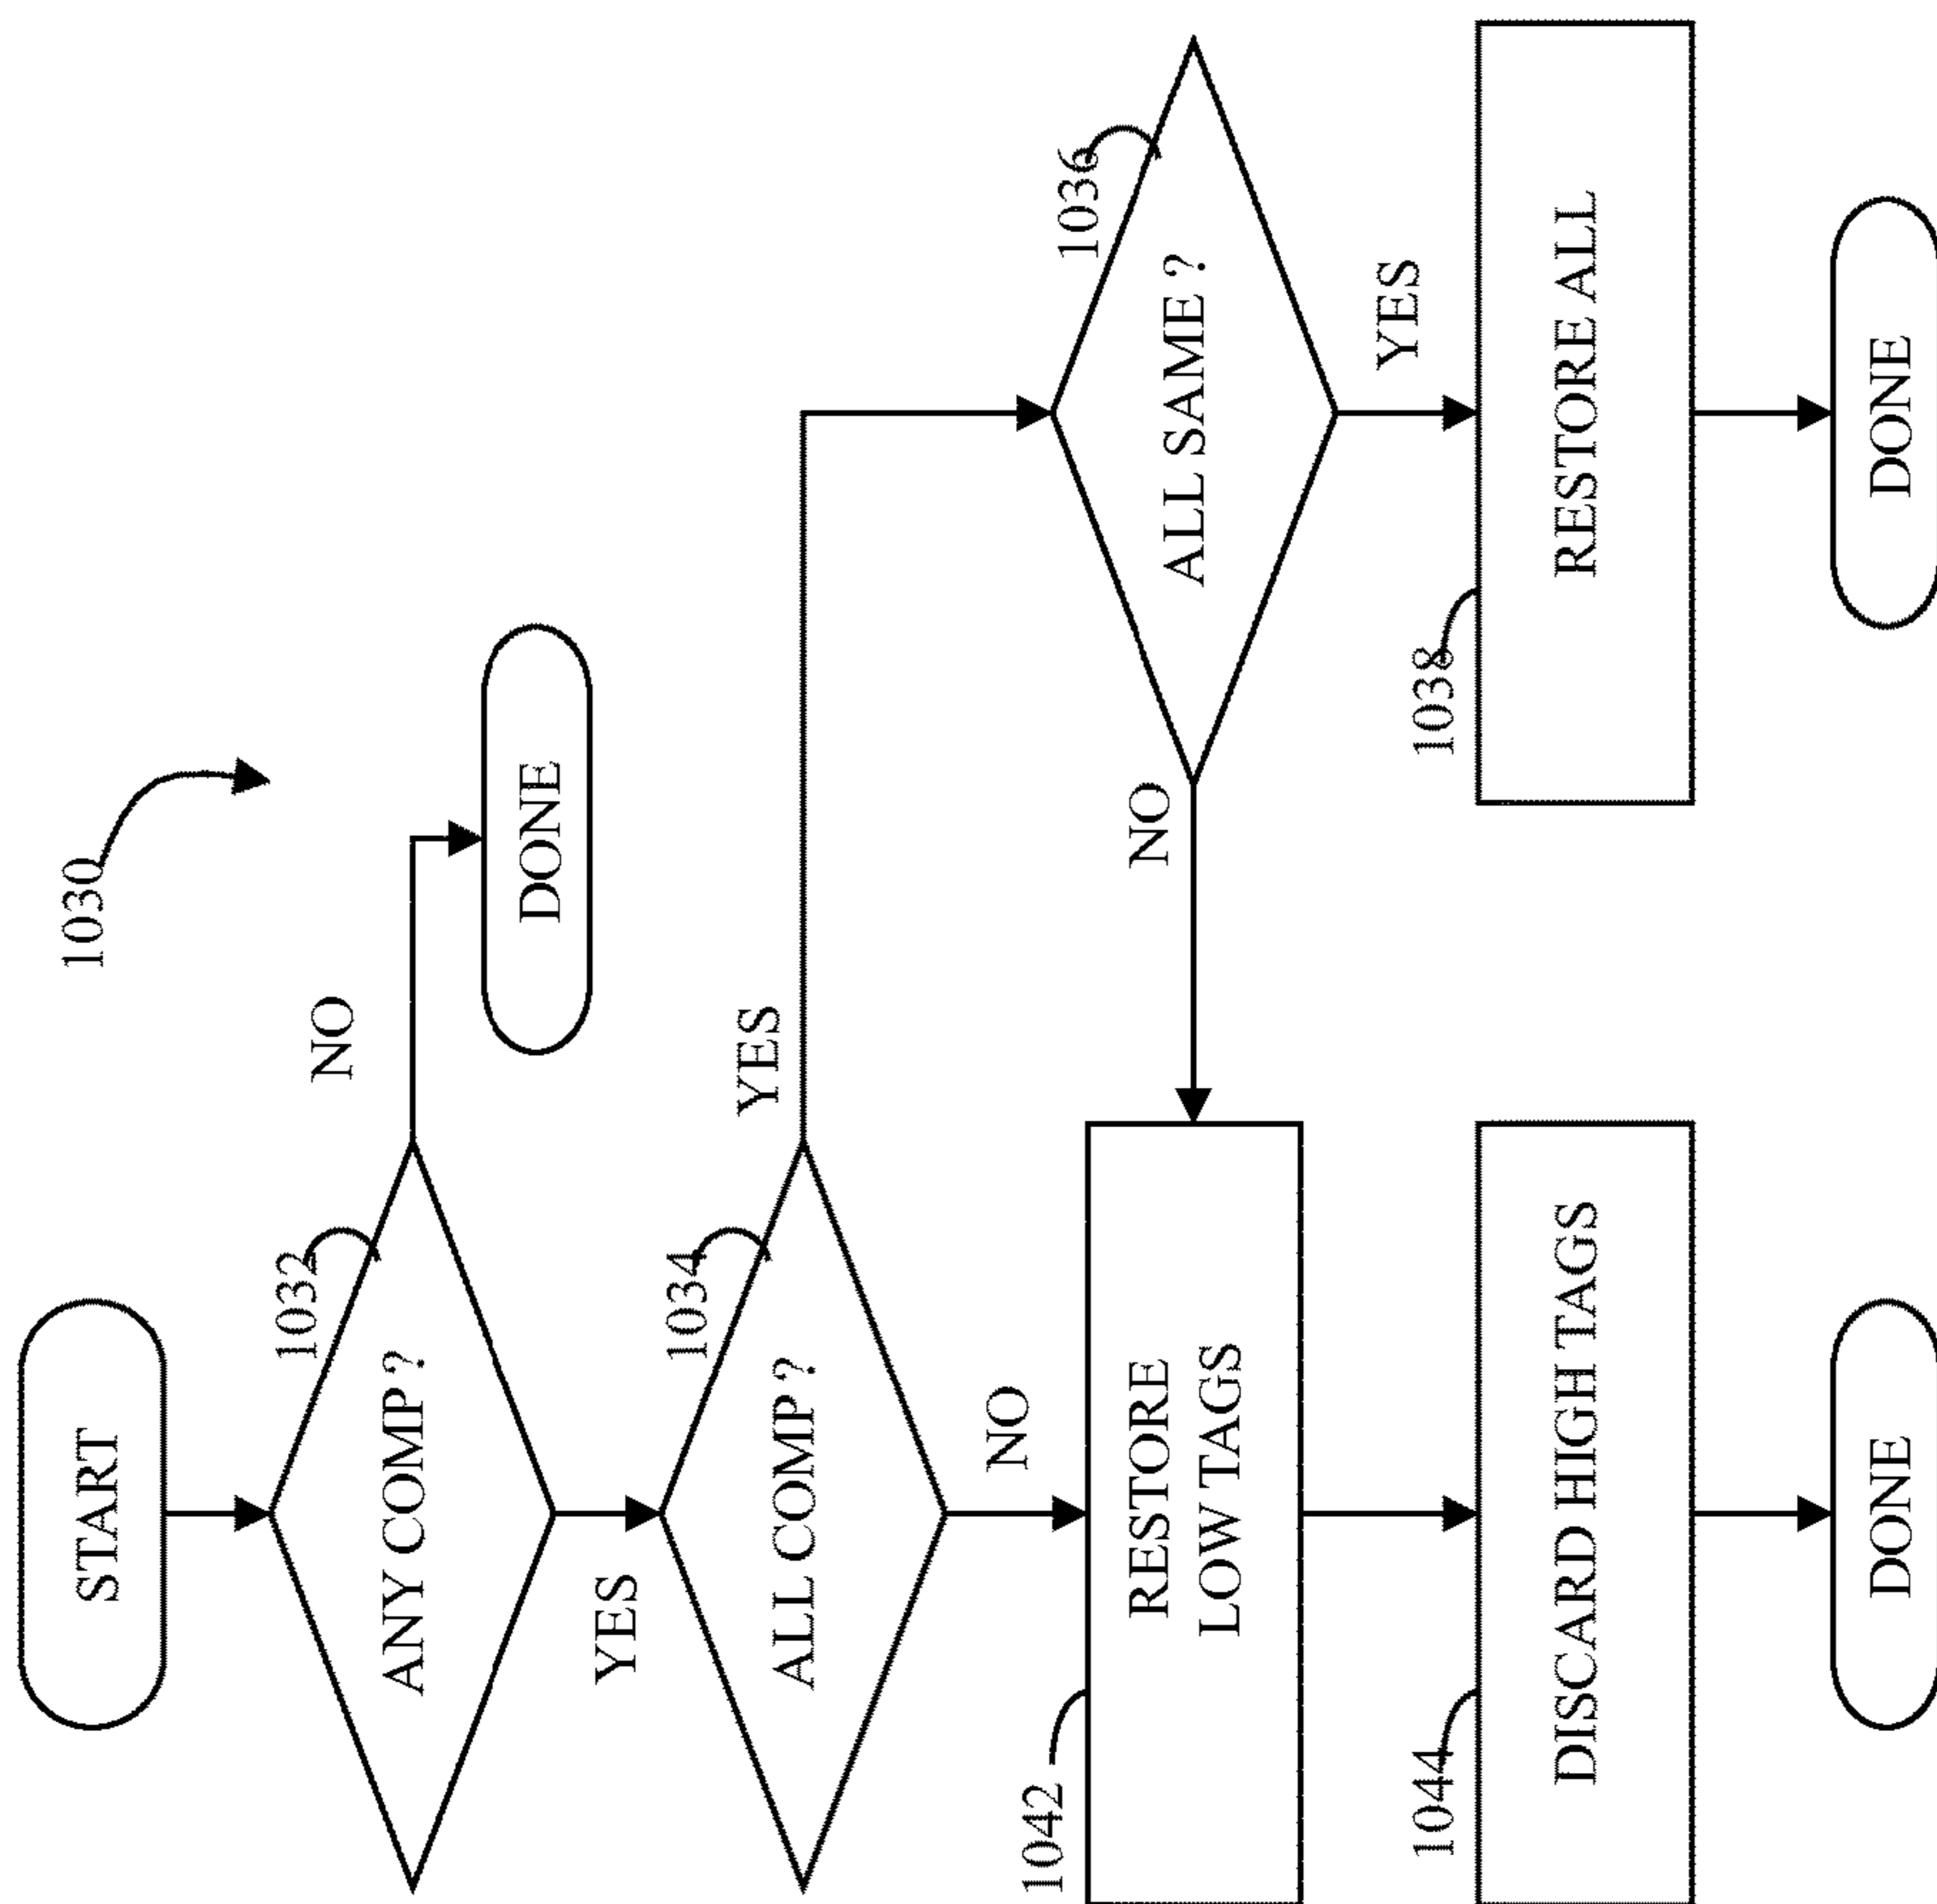 1030
START
1032
ANY COMP ?
NO
DONE
YES
1034
ALL COMP ?
YES
NO
1036
ALL SAME ?
NO
YES
1042
RESTORE
LOW TAGS
1038
RESTORE ALL
1044
DISCARD HIGH TAGS
DONE
DONE